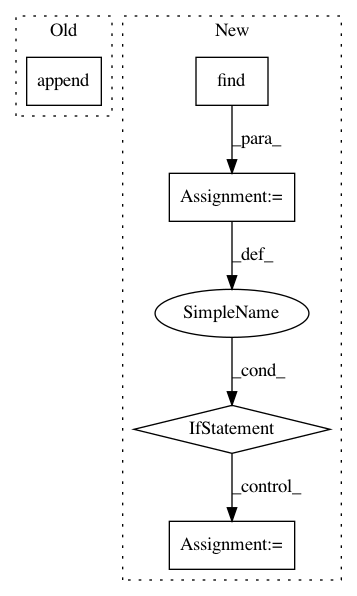 Old
append
New
find
_para_
Assignment:=
_def_
SimpleName
_cond_
IfStatement
_control_
Assignment:=